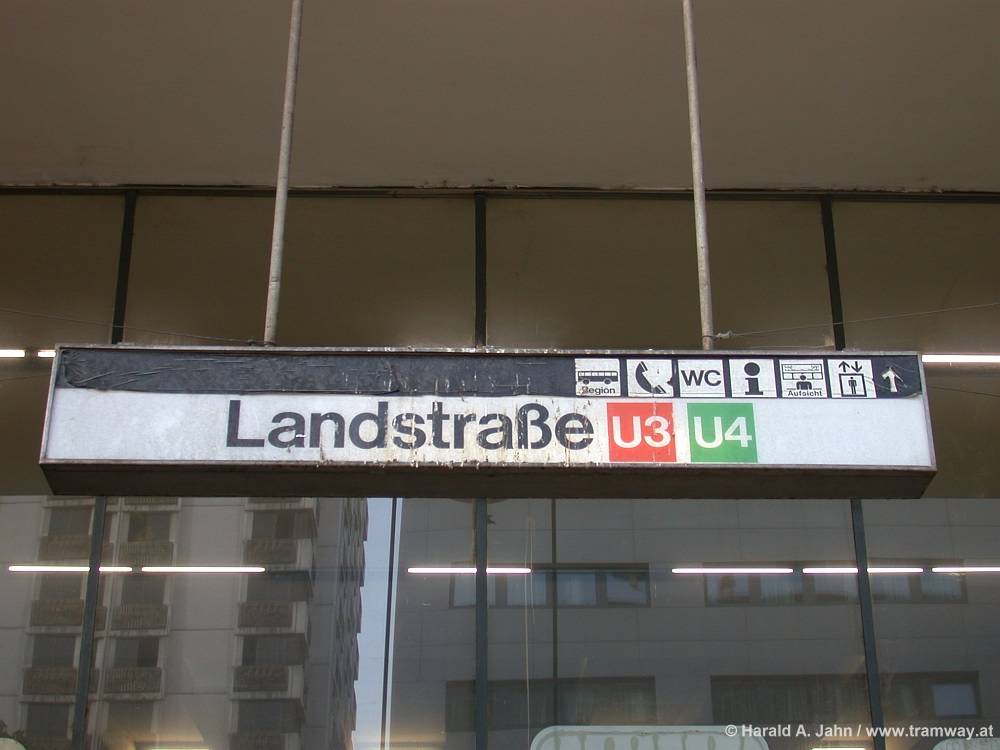 Region WC Aufsicht
Landstraße U3 U4
© Harald A. Jahn / www.tramway.at